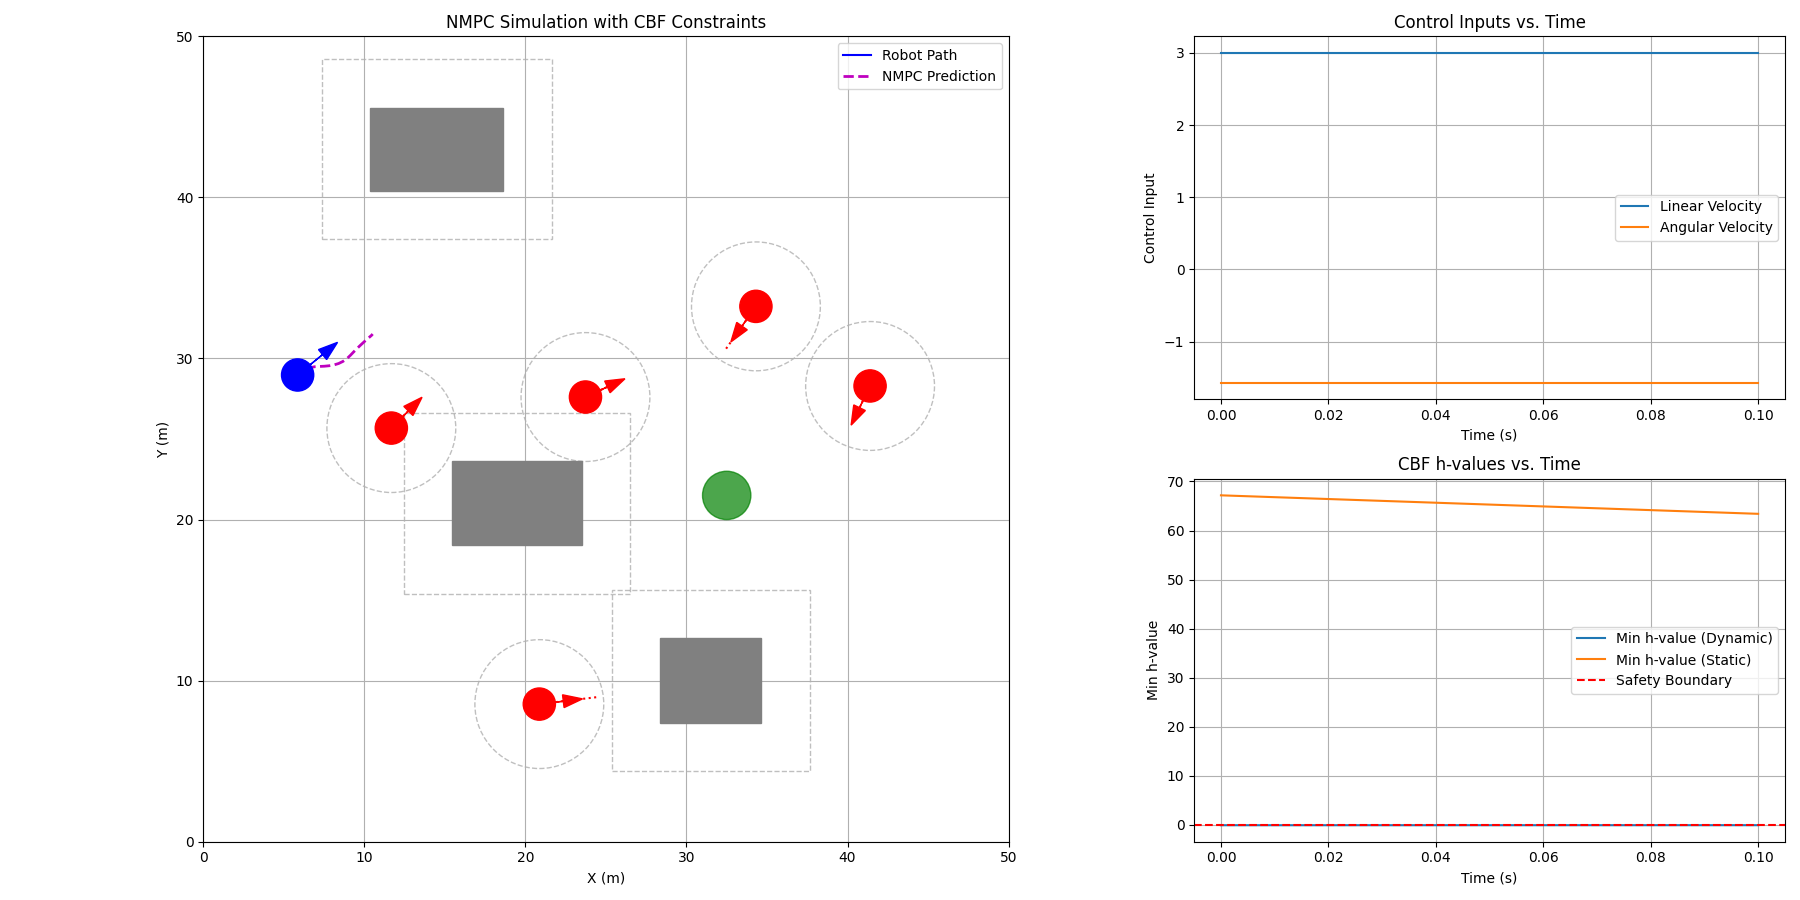 NMPC Simulation with CBF Constraints
50
40
30
20
10
0
Y (m)
0 10 20 30 40 50
X (m)
Robot Path
NMPC Prediction
Control Inputs vs. Time
3
2
1
0
−1
Control Input
0.00 0.02 0.04 0.06 0.08 0.10
Time (s)
Linear Velocity
Angular Velocity
CBF h-values vs. Time
70
60
50
40
30
20
10
0
Min h-value
0.00 0.02 0.04 0.06 0.08 0.10
Time (s)
Min h-value (Dynamic)
Min h-value (Static)
Safety Boundary